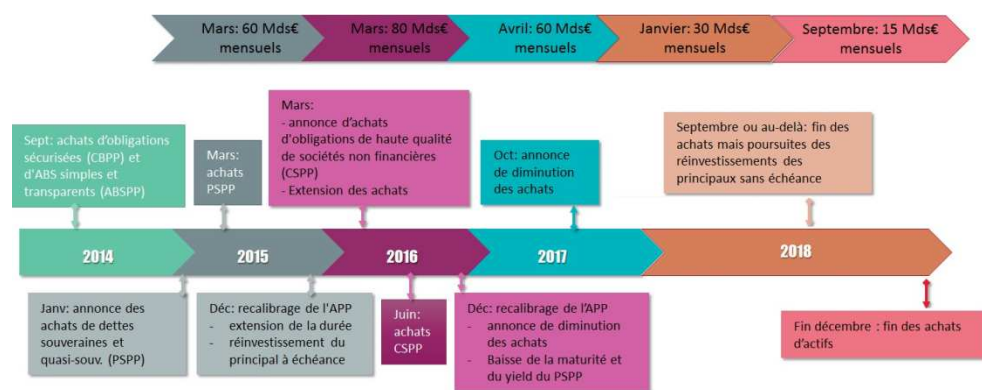 Mars: 60 Mds€
mensuels
Mars: 80 Mds€
mensuels
Avril: 60 Mds€
mensuels
Janvier: 30 Mds€
mensuels
Septembre: 15 Mds€
mensuels
Sept: achats d'obligations
sécurisées (CBPP) et
d'ABS simples et
transparents (ABSPP)
Mars:
achats
PSPP
Mars:
- annonce d'achats
d'obligations de haute qualité
de sociétés non financières
(CSPP)
- Extension des achats
Oct: annonce
de diminution
des achats
Septembre ou au-delà: fin des
achats mais poursuites des
réinvestissements des
principaux sans échéance
2014
2015
2016
2017
2018
Janv: annonce des
achats de dettes
souveraines et
quasi-souv. (PSPP)
Déc: recalibrage de l'APP
- extension de la durée
- réinvestissement du
principal à échéance
Juin:
achats
CSPP
Déc: recalibrage de l'APP
- annonce de diminution
des achats
- Baisse de la maturité et
du yield du PSPP
Fin décembre : fin des achats
d'actifs